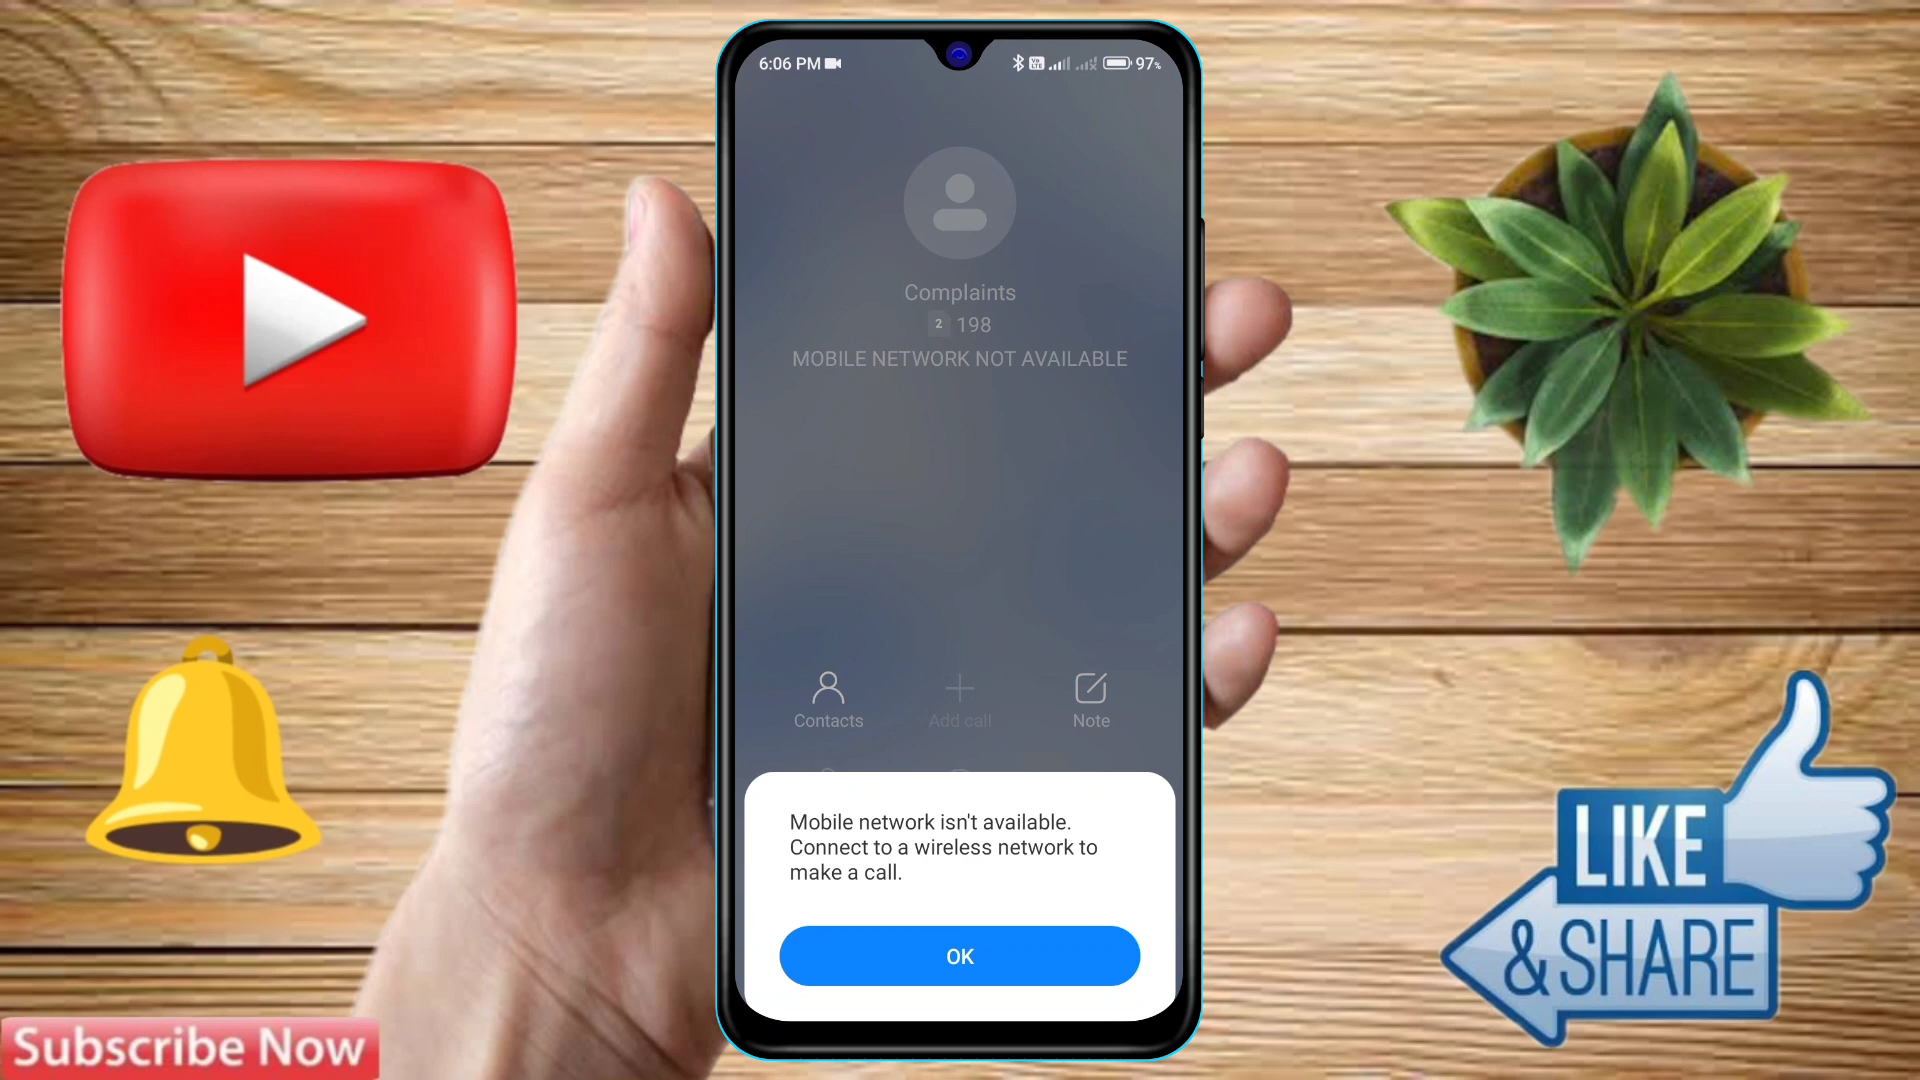 6:06 PM
97%
Complaints
2 198
MOBILE NETWORK NOT AVAILABLE
Contacts
Add call
Note
Mobile network isn't available.
Connect to a wireless network to
make a call.
OK
LIKE
& SHARE
Subscribe Now